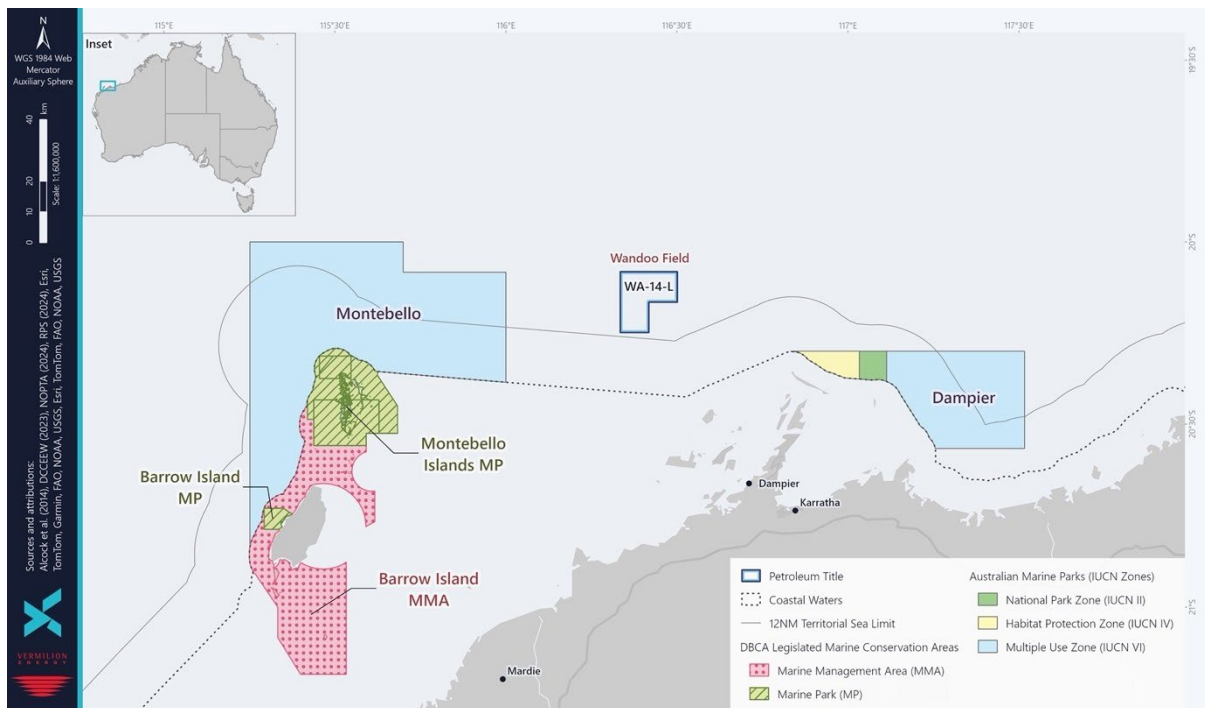 N
WGS 1984 Web
Mercator
Auxiliary Sphere
km
40
20
10
0
Scale: 1:1,600,000
Sources and attributions:
Alcock et al. (2014), DCCEEW (2023), NOPTA (2024), RPS (2024), Esri,
TomTom, Garmin, FAO, NOAA, USGS, Esri, TomTom, FAO, NOAA, USGS
VERMILION
ENERGY
115°E
115°30'E
116°E
116°30'E
117°E
117°30'E
19°30'S
20°S
20°30'S
21°S
Inset
Wandoo Field
WA-14-L
Montebello
Dampier
Montebello
Islands MP
Barrow Island
MP
Barrow Island
MMA
Dampier
Karratha
Mardie
Petroleum Title
Coastal Waters
12NM Territorial Sea Limit
DBCA Legislated Marine Conservation Areas
Marine Management Area (MMA)
Marine Park (MP)
Australian Marine Parks (IUCN Zones)
National Park Zone (IUCN II)
Habitat Protection Zone (IUCN IV)
Multiple Use Zone (IUCN VI)